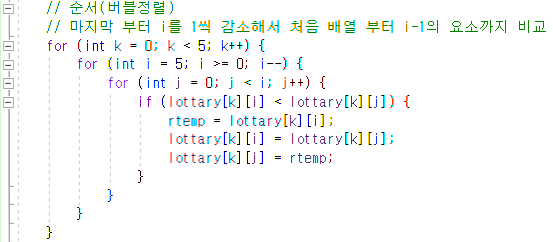 // 순서(버블정렬)
// 마지막 부터 i를 1씩 감소해서 처음 배열 부터 i-1의 요소까지 비교
for (int k = 0; k < 5; k++) {
for (int i = 5; i >= 0; i--) {
for (int j = 0; j < i; j++) {
if (lottary[k][i] < lottary[k][j]) {
rtemp = lottary[k][i];
lottary[k][i] = lottary[k][j];
lottary[k][j] = rtemp;
}
}
}
}